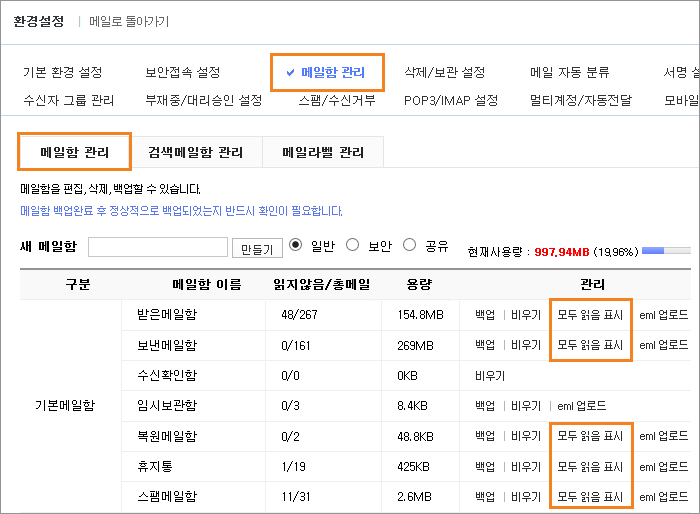 환경설정 | 메일로 돌아가기
기본 환경 설정 보안접속 설정 ✔ 메일함 관리 삭제/보관 설정 메일 자동 분류 서명 설
수신자 그룹 관리 부재중/대리승인 설정 스팸/수신거부 POP3/IMAP 설정 멀티계정/자동전달 모바일
메일함 관리 검색메일함 관리 메일라벨 관리
메일함을 편집, 삭제, 백업할 수 있습니다.
메일함 백업완료 후 정상적으로 백업되었는지 반드시 확인이 필요합니다.
새 메일함 만들기 일반 보안 공유 현재사용량 : 997.94MB (19.96%)
구분 메일함 이름 읽지않음/총메일 용량 관리
받은메일함 48/267 154.8MB 백업 | 비우기 | 모두 읽음 표시 | eml 업로드
보낸메일함 0/161 269MB 백업 | 비우기 | 모두 읽음 표시 | eml 업로드
수신확인함 0/0 0KB 비우기
기본메일함 임시보관함 0/3 8.4KB 백업 | 비우기 | eml 업로드
복원메일함 0/2 48.8KB 백업 | 비우기 | 모두 읽음 표시 | eml 업로드
휴지통 1/19 425KB 백업 | 비우기 | 모두 읽음 표시 | eml 업로드
스팸메일함 11/31 2.6MB 백업 | 비우기 | 모두 읽음 표시 | eml 업로드